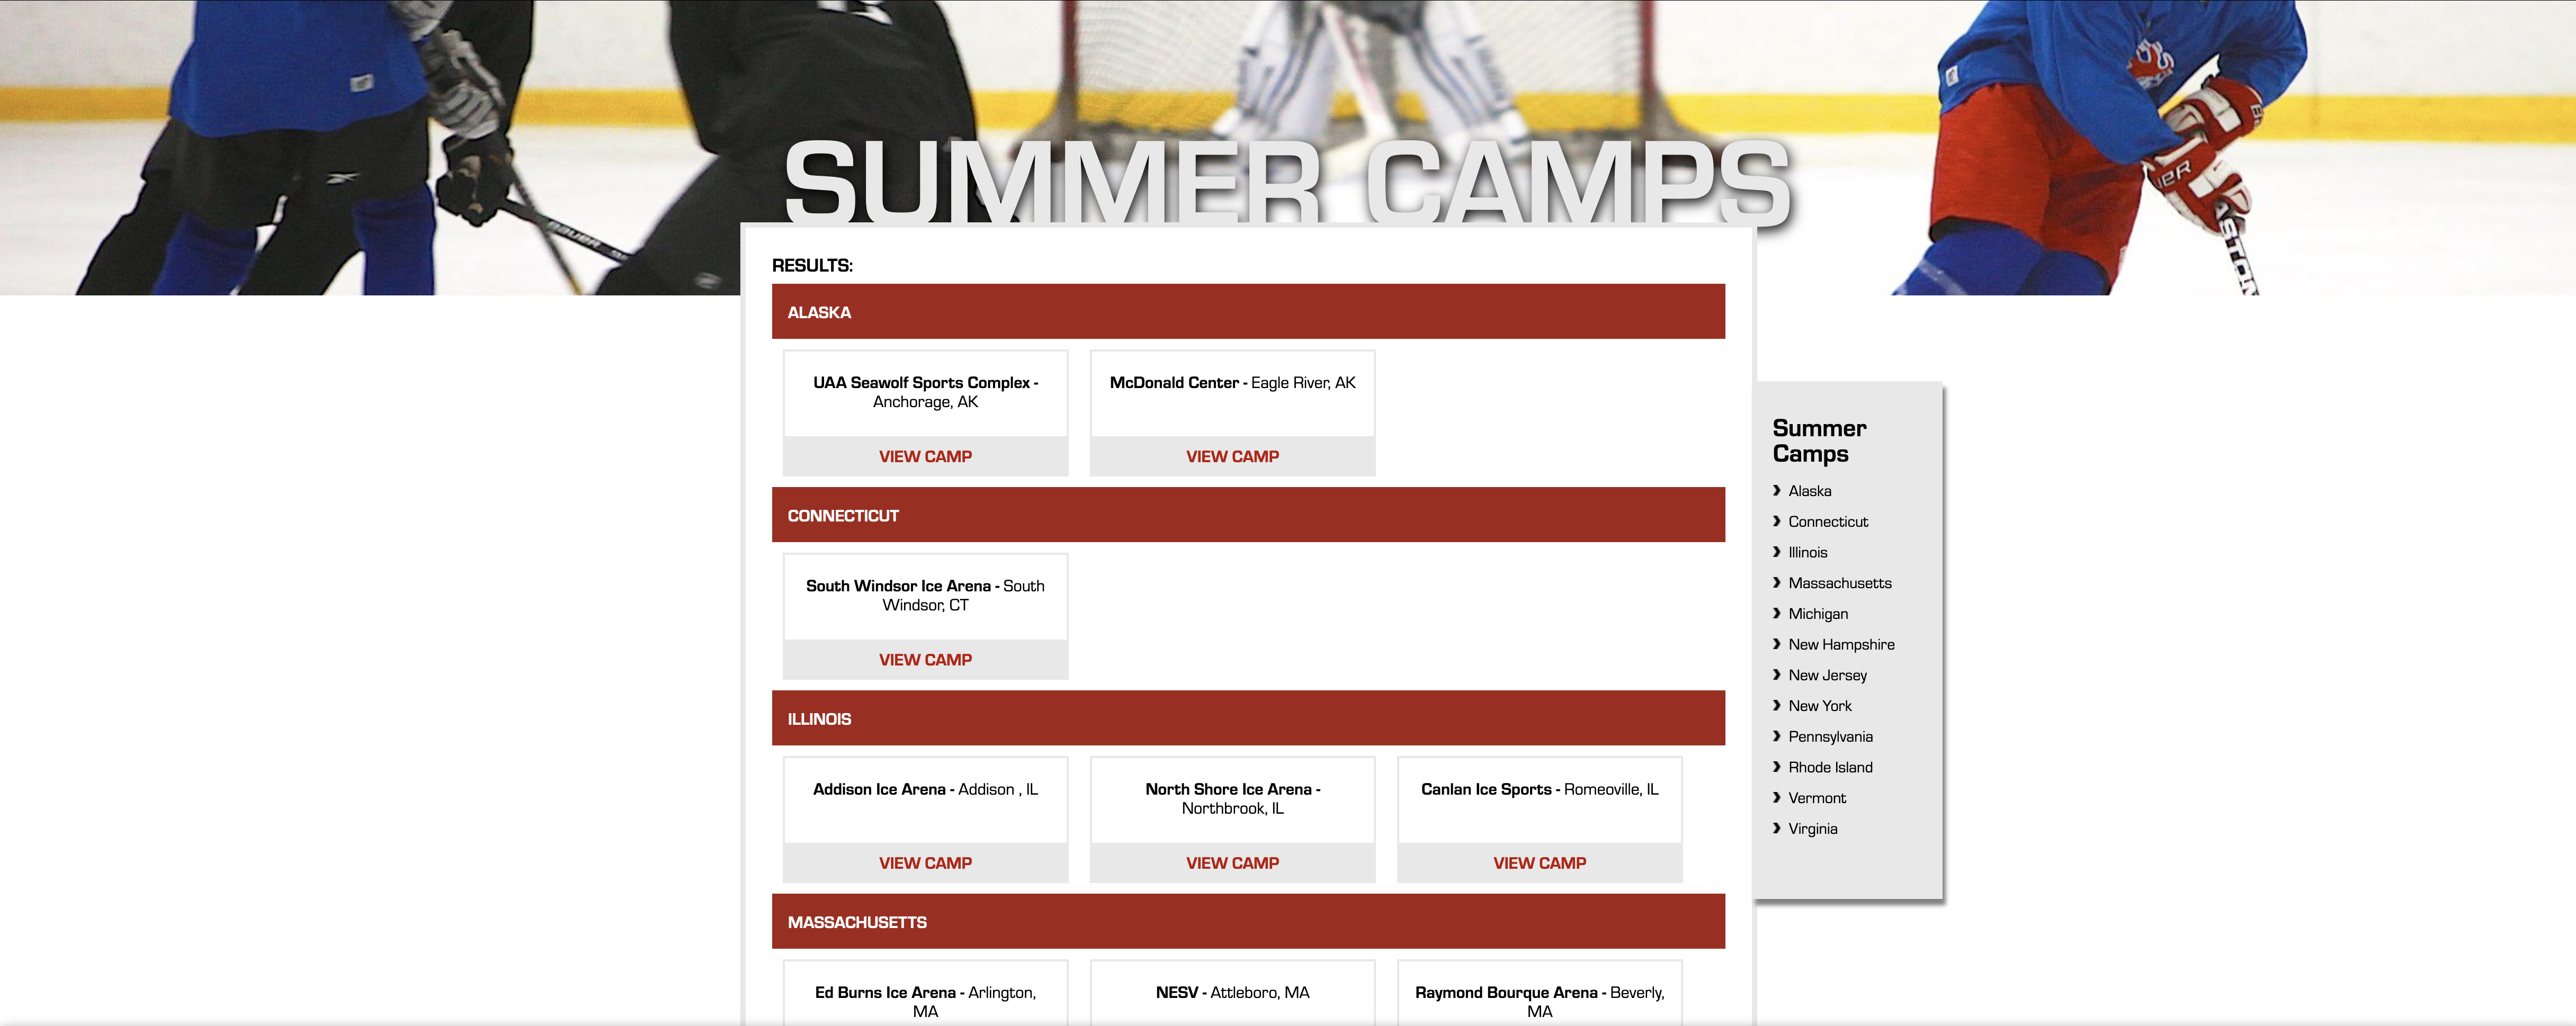 SUMMER CAMPS
RESULTS:
ALASKA
UAA Seawolf Sports Complex -
Anchorage, AK
VIEW CAMP
McDonald Center - Eagle River, AK
VIEW CAMP
CONNECTICUT
South Windsor Ice Arena - South
Windsor, CT
VIEW CAMP
ILLINOIS
Addison Ice Arena - Addison , IL
VIEW CAMP
North Shore Ice Arena -
Northbrook, IL
VIEW CAMP
Canlan Ice Sports - Romeoville, IL
VIEW CAMP
MASSACHUSETTS
Ed Burns Ice Arena - Arlington,
MA
NESV - Attleboro, MA
Raymond Bourque Arena - Beverly,
MA
Summer
Camps
Alaska
Connecticut
Illinois
Massachusetts
Michigan
New Hampshire
New Jersey
New York
Pennsylvania
Rhode Island
Vermont
Virginia
BAUER